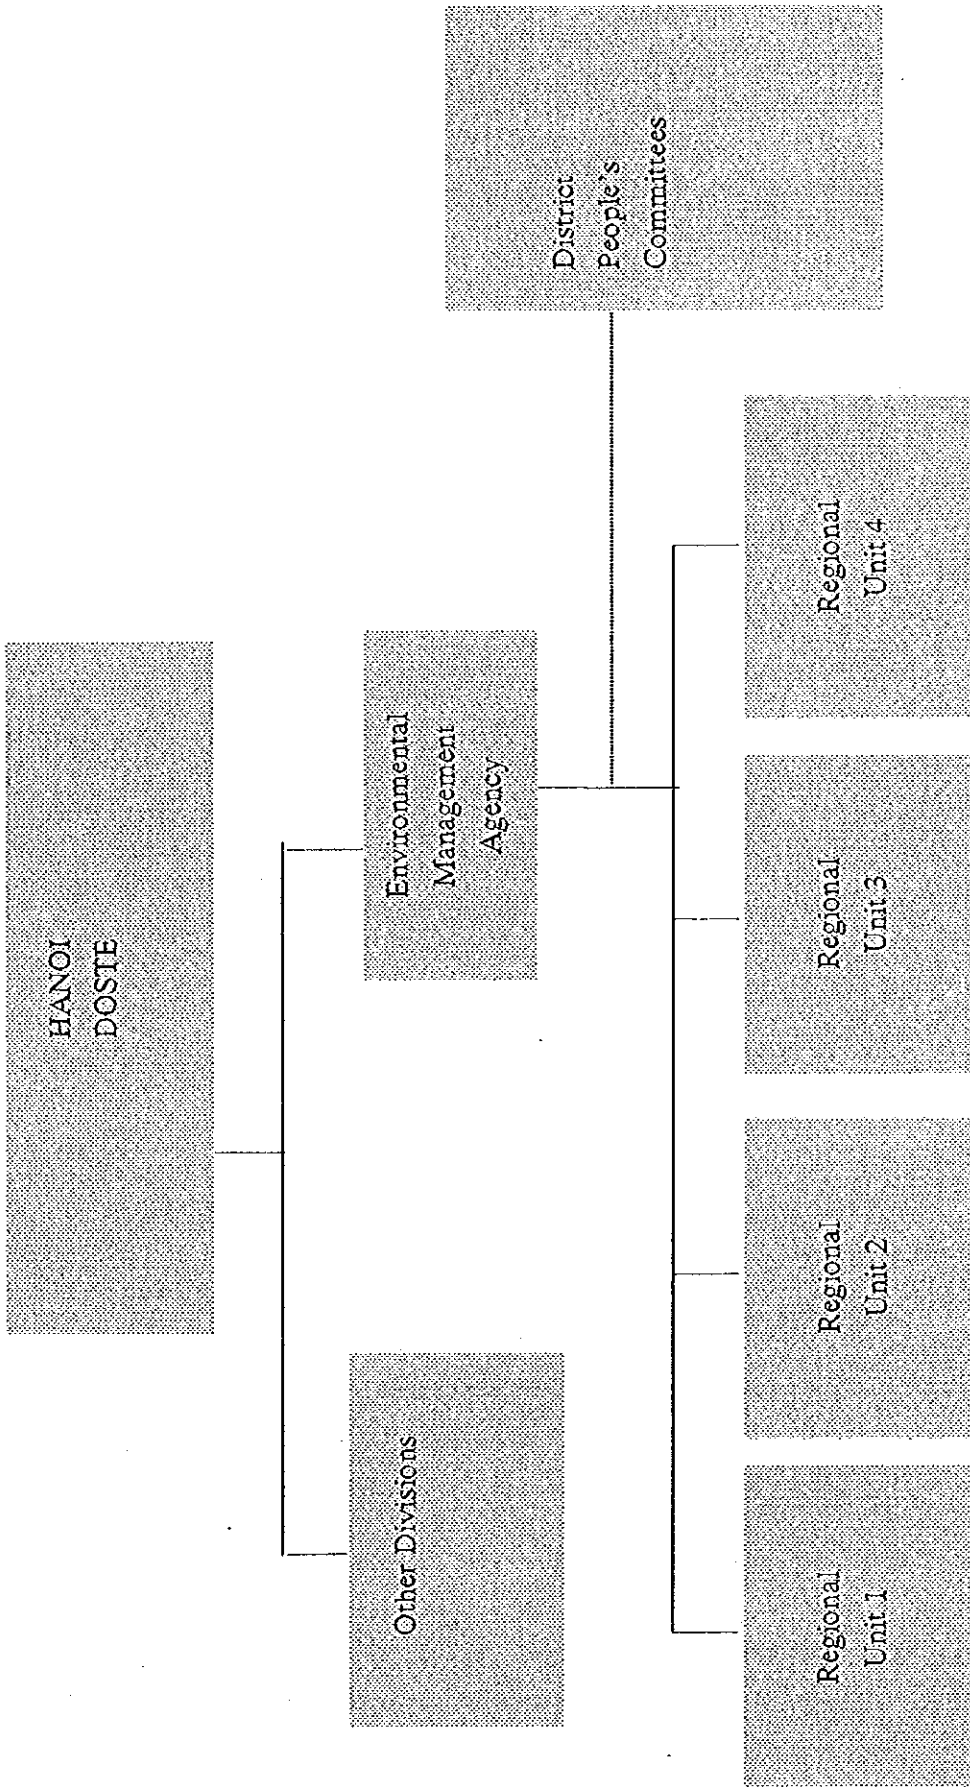 HANOI
DOSTE
Other Divisions
Environmental
Management
Agency
District
People's
Committees
Regional
Unit 1
Regional
Unit 2
Regional
Unit 3
Regional
Unit 4